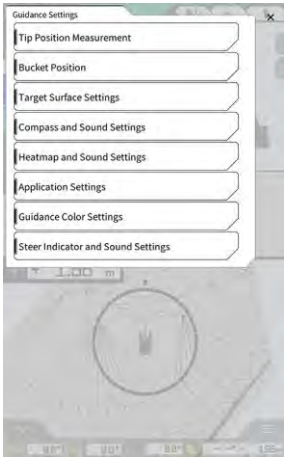 Guidance Settings
Tip Position Measurement
Bucket Position
Target Surface Settings
Compass and Sound Settings
Heatmap and Sound Settings
Application Settings
Guidance Color Settings
Steer Indicator and Sound Settings
1.00 m